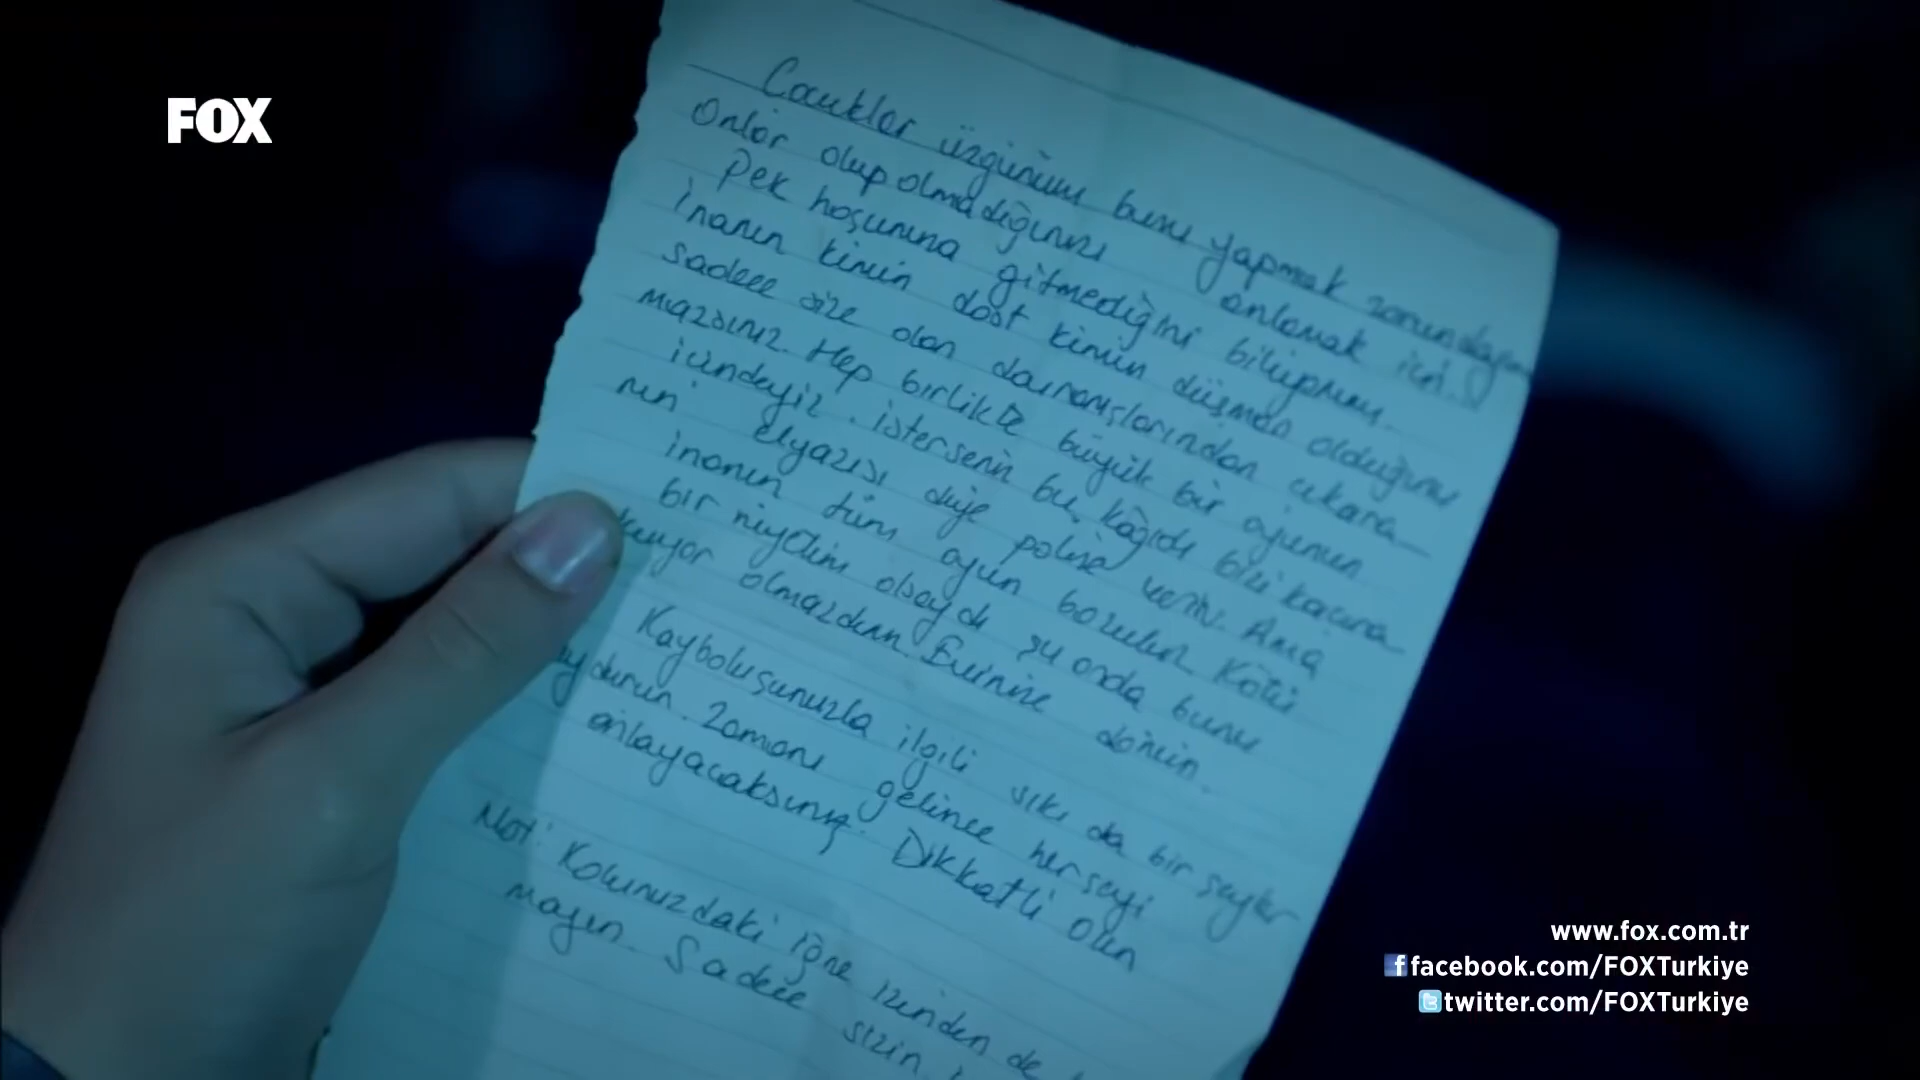 FOX
Çocuklar üzgünüm bunu yapmak zorundayım
Onlar olup olmadığınızı anlamak için.
Pek hoşunuza gitmediğini biliyorum.
İnanın kimin dost kimin düşman olduğunu
sadece size olan davranışlarından çıkara
mazsınız. Hep birlikte büyük bir oyunun
içindeyiz. isterseniz bu kağıdı bizi kaçıra
nın elyazısı diye polise verin. Ama
inanın tüm oyun bozulur. Kötü
bir niyetim olsaydı şu anda bunu
okuyor olmazdınız Evinize dönün.
Kayboluşunuzla ilgili sıkı da bir şeyler
uydurun. Zamanı gelince herşeyi
anlayacaksınız. Dikkatli olun
Not: Kolunuzdaki iğne izinden de
mayın. Sadece sizin
www.fox.com.tr
facebook.com/FOXTurkiye
twitter.com/FOXTurkiye